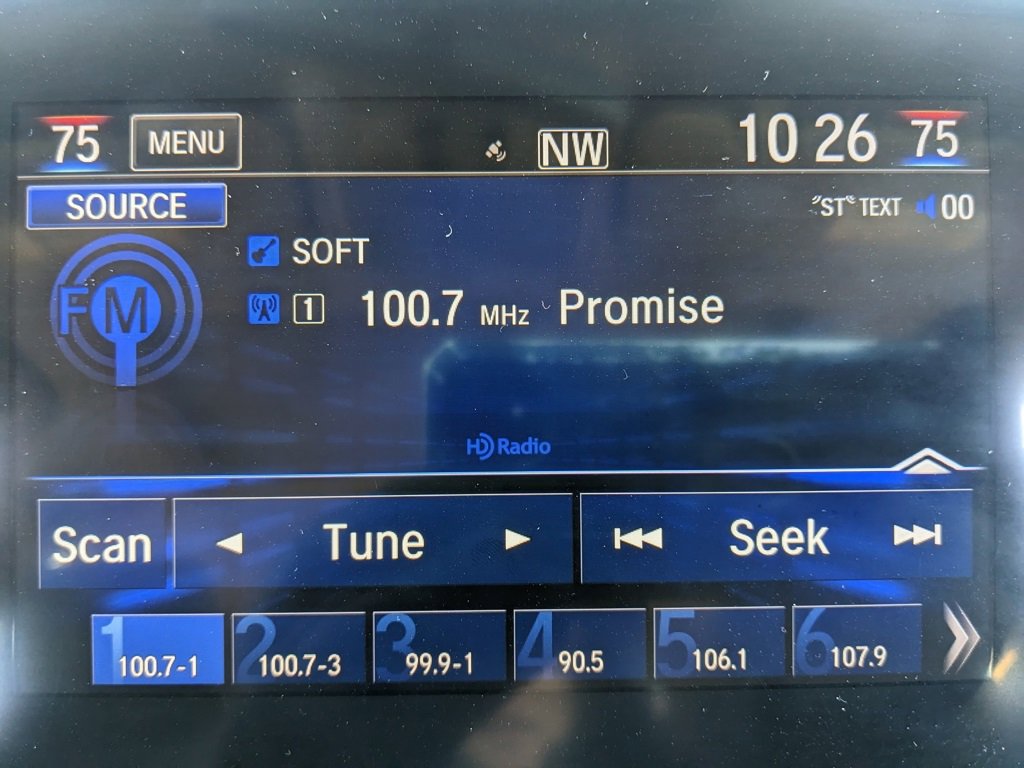 75 MENU NW 10 26 75
SOURCE "ST" TEXT 00
SOFT
FM 1 100.7 MHz Promise
HD Radio
Scan Tune Seek
1 2 3 4 5 6
100.7-1 100.7-3 99.9-1 90.5 106.1 107.9